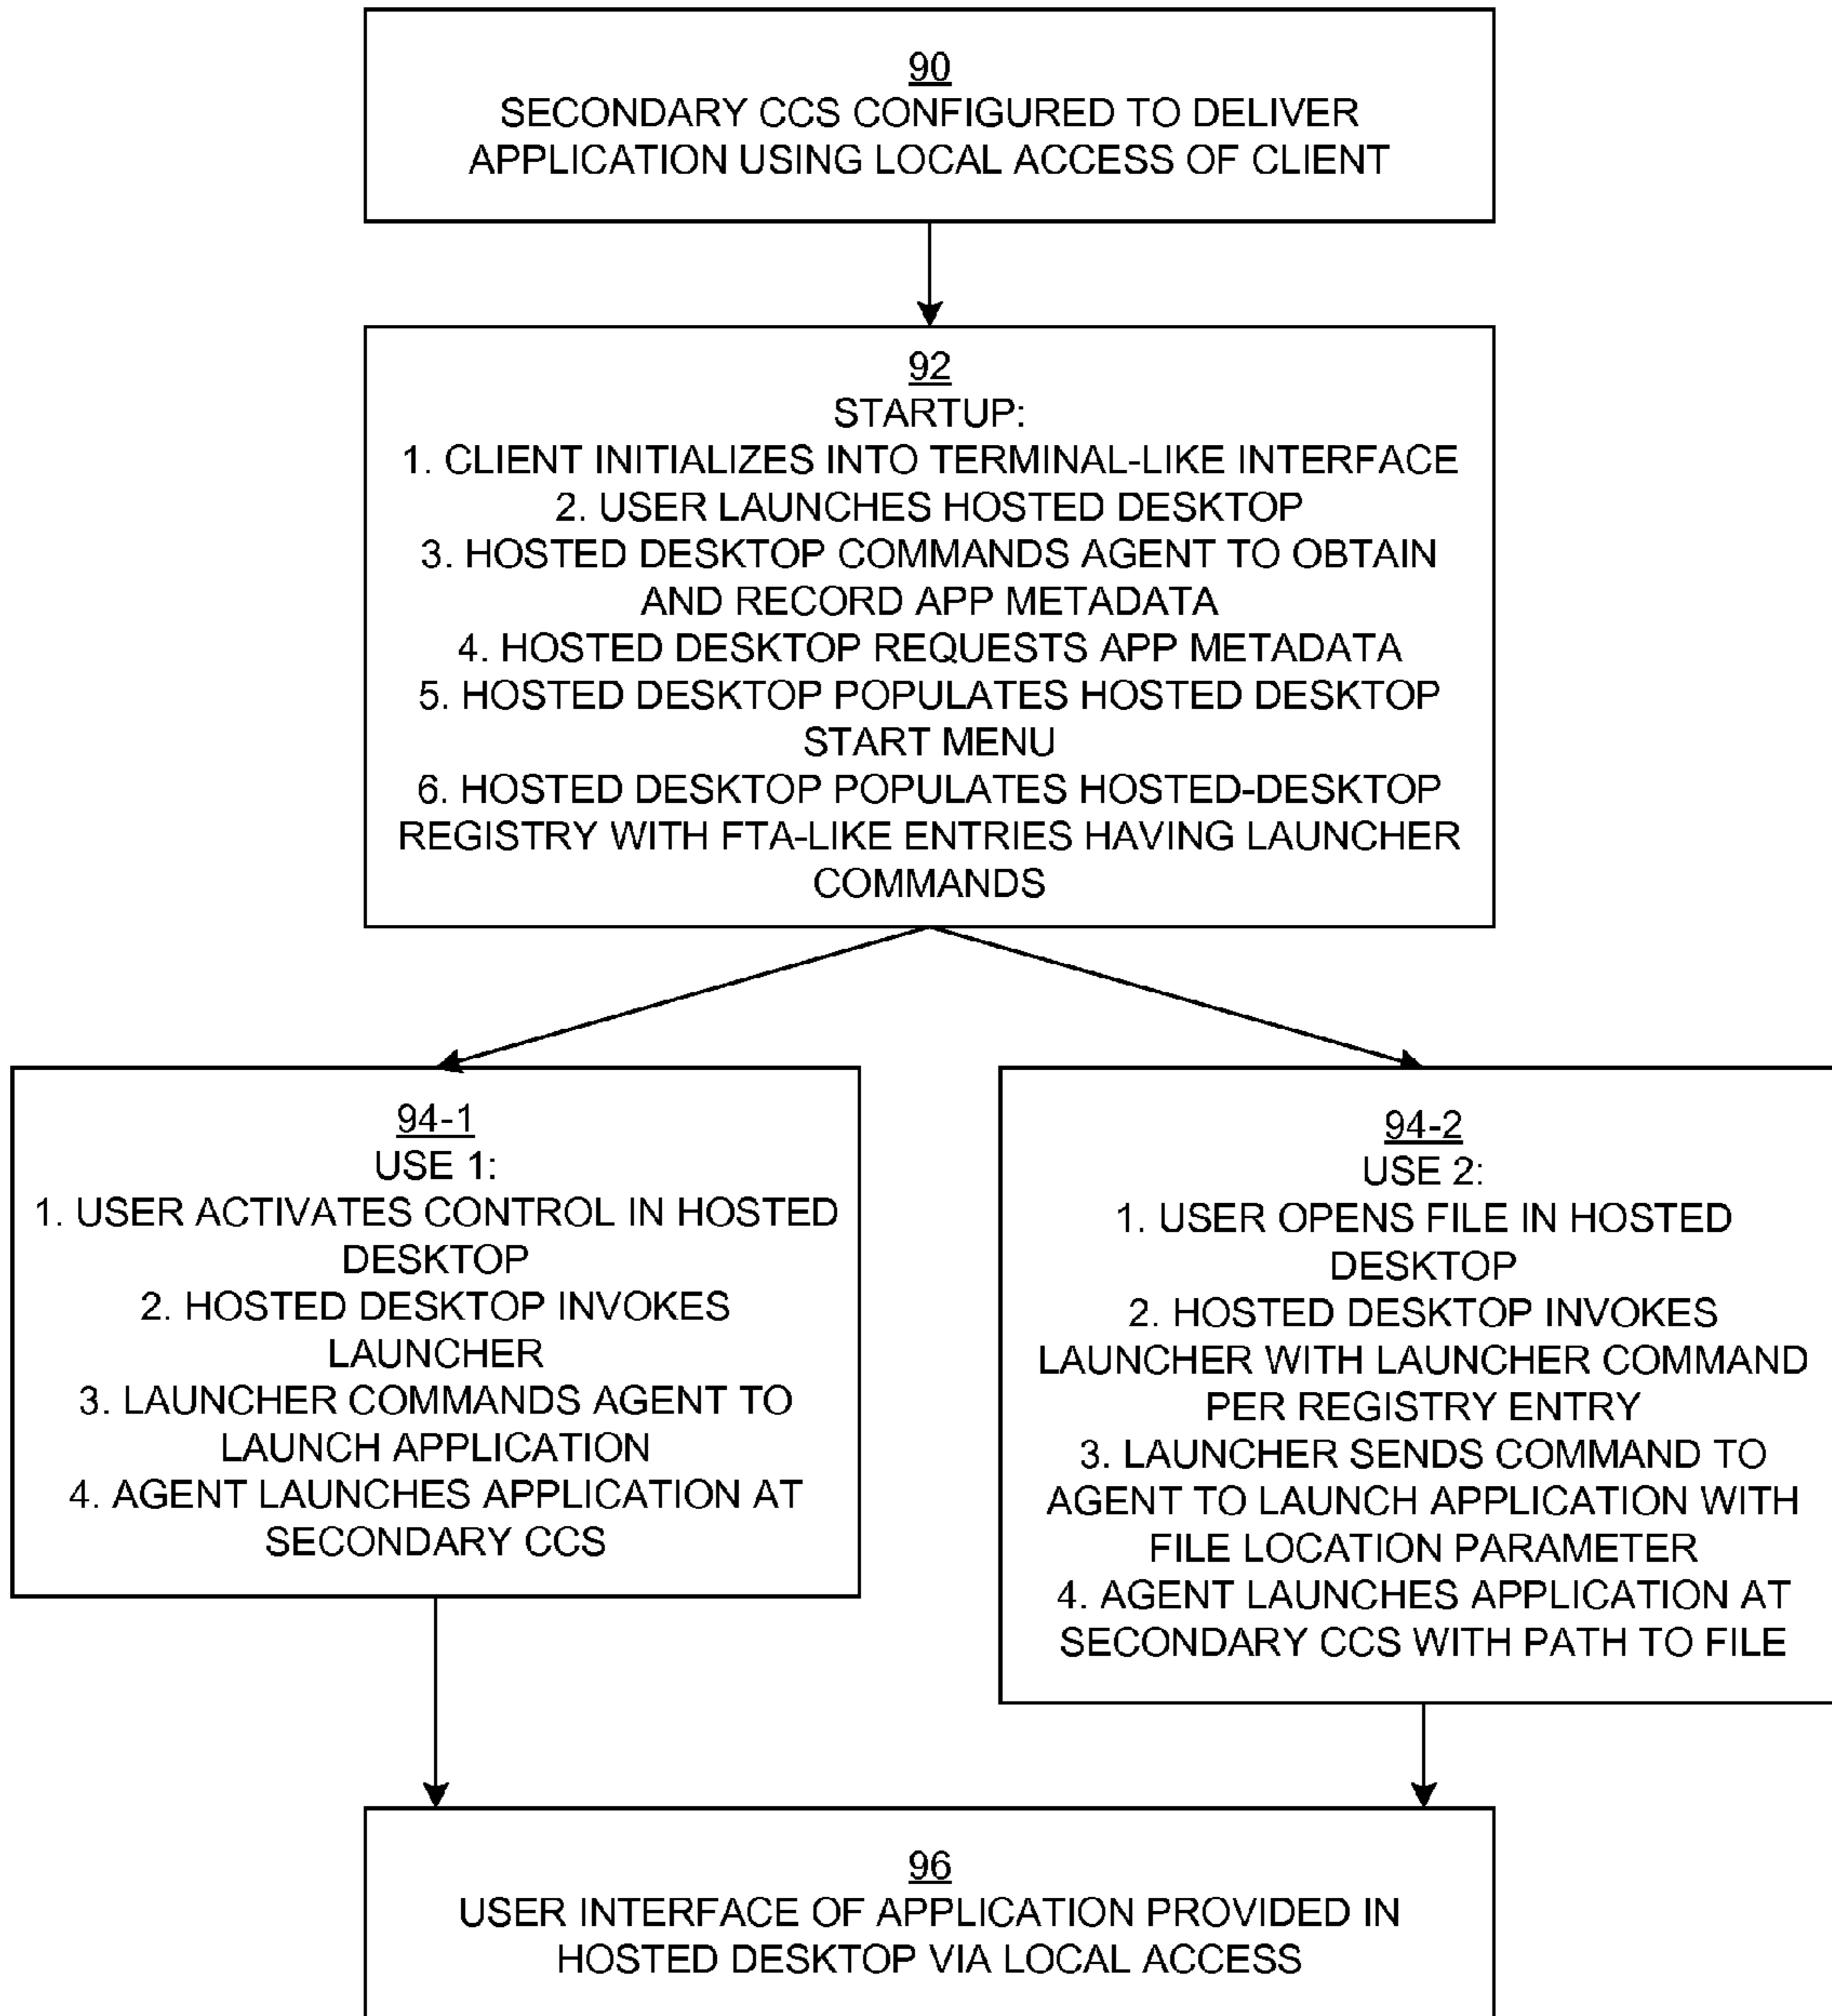 90
SECONDARY CCS CONFIGURED TO DELIVER
APPLICATION USING LOCAL ACCESS OF CLIENT
92
STARTUP:
1. CLIENT INITIALIZES INTO TERMINAL-LIKE INTERFACE
2. USER LAUNCHES HOSTED DESKTOP
3. HOSTED DESKTOP COMMANDS AGENT TO OBTAIN
AND RECORD APP METADATA
4. HOSTED DESKTOP REQUESTS APP METADATA
5. HOSTED DESKTOP POPULATES HOSTED DESKTOP
START MENU
6. HOSTED DESKTOP POPULATES HOSTED-DESKTOP
REGISTRY WITH FTA-LIKE ENTRIES HAVING LAUNCHER
COMMANDS
94-1
USE 1:
1. USER ACTIVATES CONTROL IN HOSTED
DESKTOP
2. HOSTED DESKTOP INVOKES
LAUNCHER
3. LAUNCHER COMMANDS AGENT TO
LAUNCH APPLICATION
4. AGENT LAUNCHES APPLICATION AT
SECONDARY CCS
94-2
USE 2:
1. USER OPENS FILE IN HOSTED
DESKTOP
2. HOSTED DESKTOP INVOKES
LAUNCHER WITH LAUNCHER COMMAND
PER REGISTRY ENTRY
3. LAUNCHER SENDS COMMAND TO
AGENT TO LAUNCH APPLICATION WITH
FILE LOCATION PARAMETER
4. AGENT LAUNCHES APPLICATION AT
SECONDARY CCS WITH PATH TO FILE
96
USER INTERFACE OF APPLICATION PROVIDED IN
HOSTED DESKTOP VIA LOCAL ACCESS